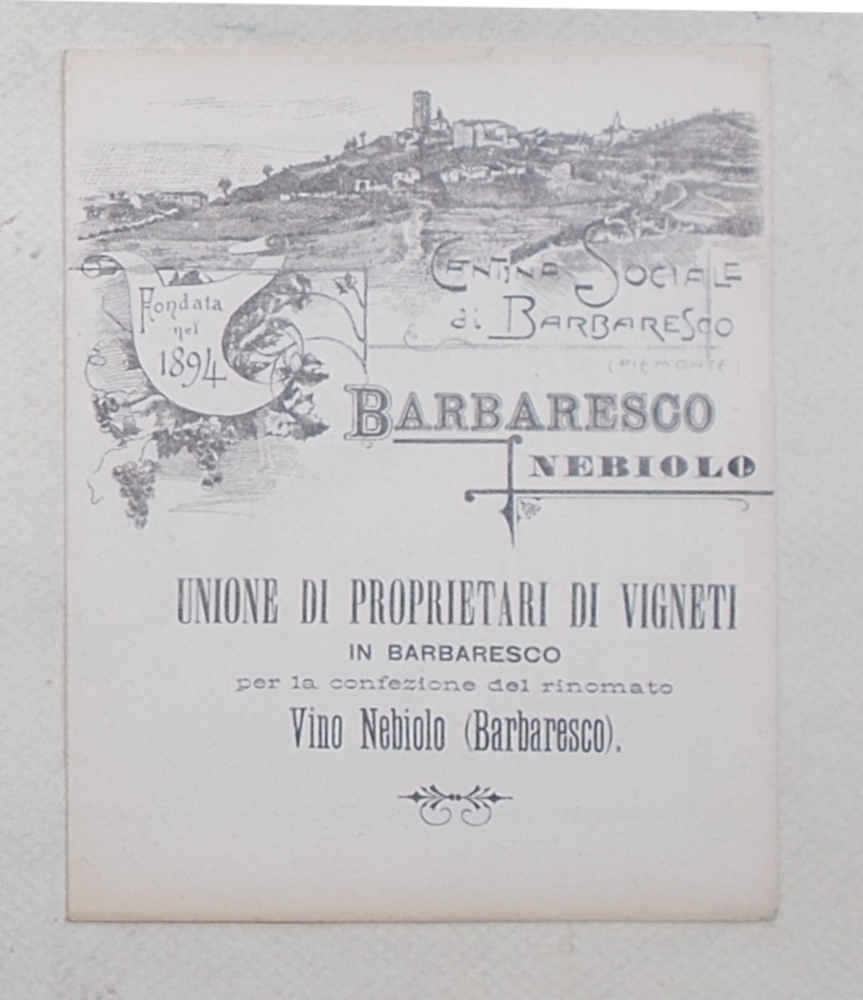 Fondata
nel
1894
Cantina Sociale
di Barbaresco
(PIEMONTE)
BARBARESCO
NEBIOLO
UNIONE DI PROPRIETARI DI VIGNETI
IN BARBARESCO
per la confezione del rinomato
Vino Nebiolo (Barbaresco).